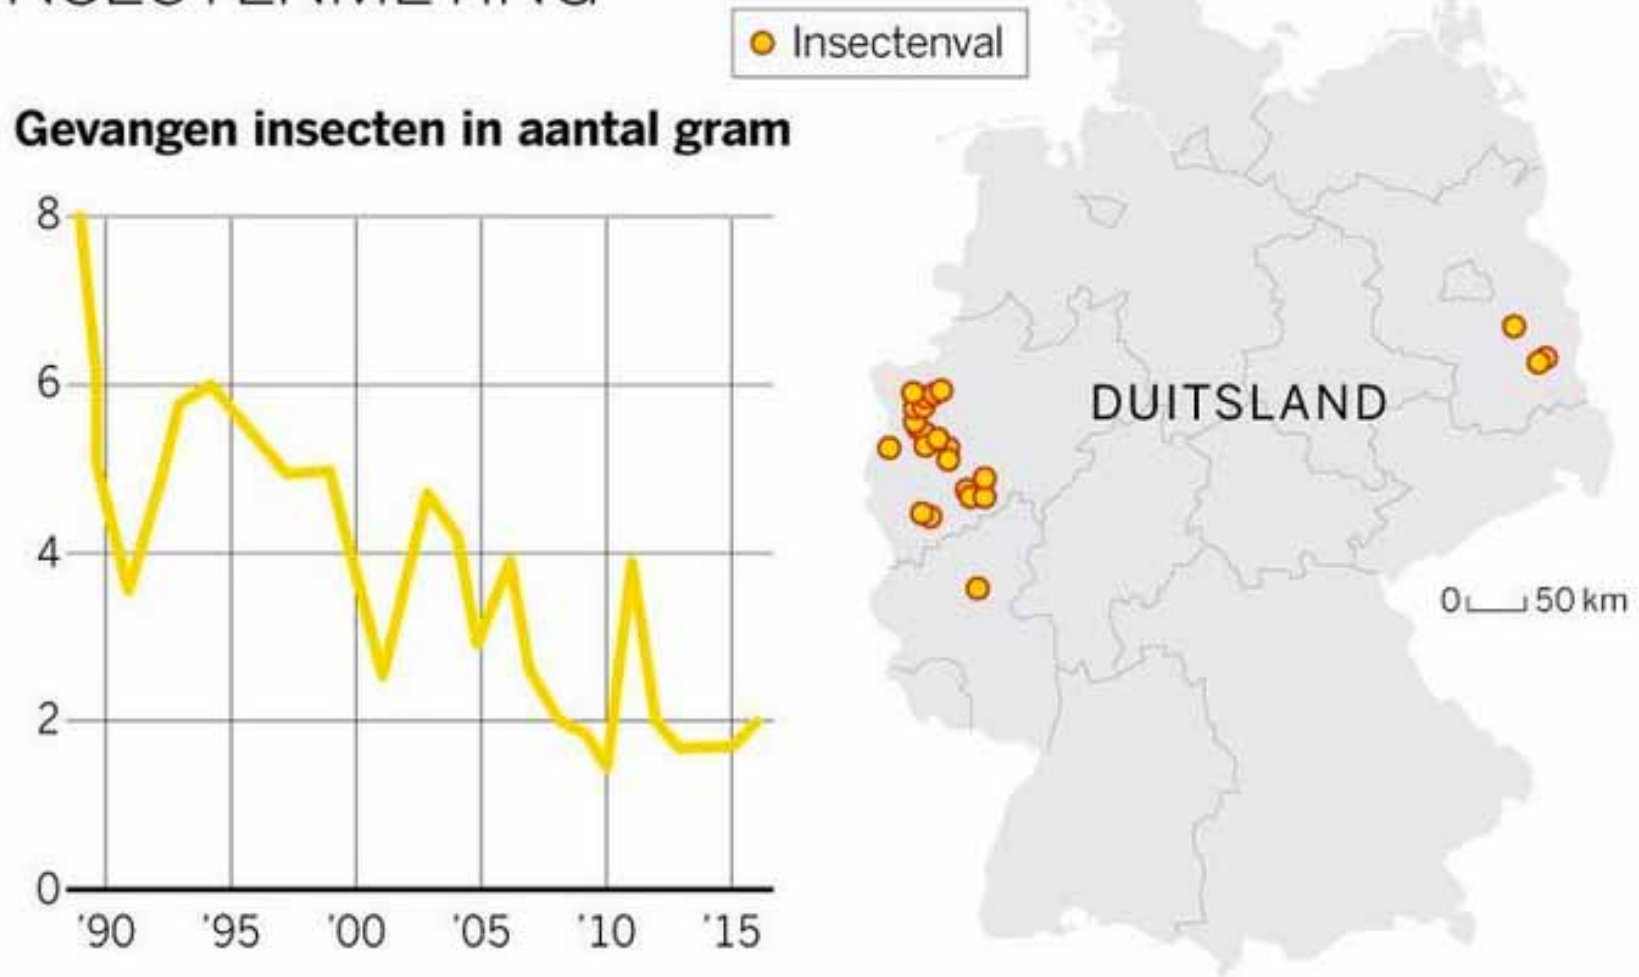 Insectenval
Gevangen insecten in aantal gram
8
6
4
2
0
'90 '95 '00 '05 '10 '15
DUITSLAND
0 50 km